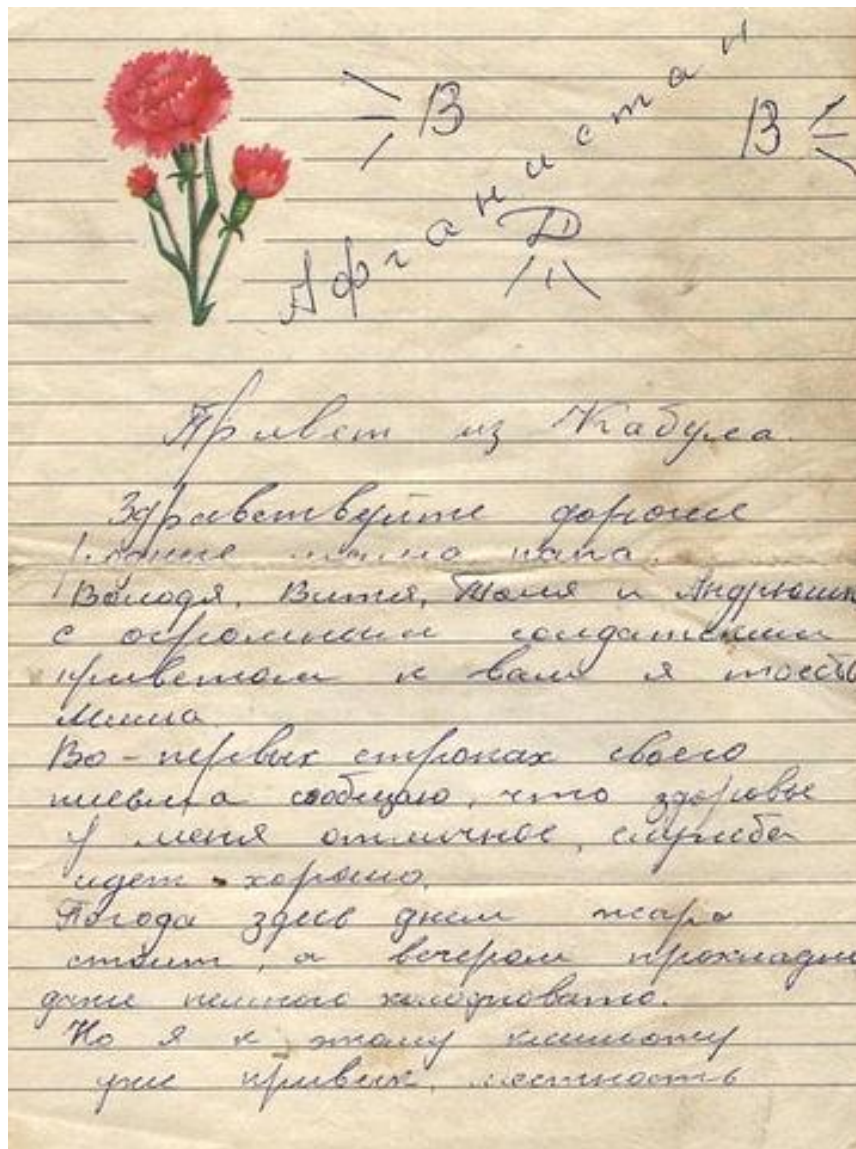 В В
Афганистан
Д
Привет из Кабула.
Здравствуйте дорогие
родные мама папа.
Володя, Витя, Толя и Андрюшка
с огромным солдатским
приветом к вам я тоесть
Миша
Во-первых строках своего
письма сообщаю, что здоровье
у меня отличное, служба
идет хорошо.
Погода здесь днем жара
стоит, а вечером прохладно
даже немного холодновато.
Но я к этому климату
уже привык, местность